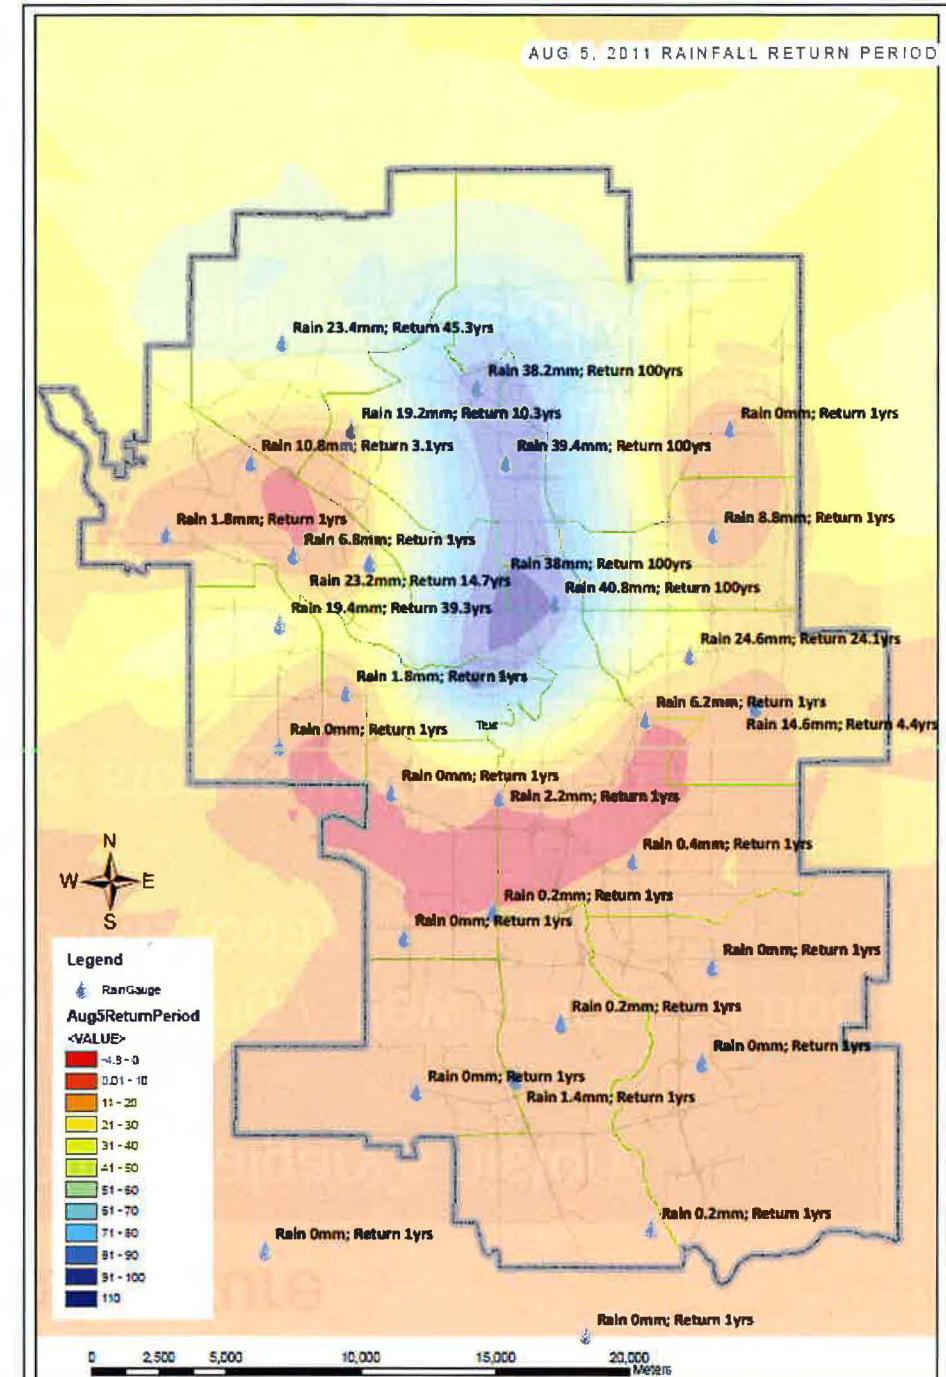 AUG 5, 2011 RAINFALL RETURN PERIOD
Rain 23.4mm; Return 45.3yrs
Rain 38.2mm; Return 100yrs
Rain 19.2mm; Return 10.3yrs
Rain 0mm; Return 1yrs
Rain 10.8mm; Return 3.1yrs
Rain 39.4mm; Return 100yrs
Rain 1.8mm; Return 1yrs
Rain 8.8mm; Return 1yrs
Rain 6.8mm; Return 1yrs
Rain 38mm; Return 100yrs
Rain 23.2mm; Return 14.7yrs
Rain 40.8mm; Return 100yrs
Rain 19.4mm; Return 39.3yrs
Rain 24.6mm; Return 24.1yrs
Rain 1.8mm; Return 1yrs
Rain 6.2mm; Return 1yrs
Rain 14.6mm; Return 4.4yrs
Text
Rain 0mm; Return 1yrs
Rain 0mm; Return 1yrs
Rain 2.2mm; Return 1yrs
Rain 0.4mm; Return 1yrs
N
W E
S
Rain 0.2mm; Return 1yrs
Rain 0mm; Return 1yrs
Rain 0mm; Return 1yrs
Rain 0.2mm; Return 1yrs
Rain 0mm; Return 1yrs
Rain 0mm; Return 1yrs
Rain 1.4mm; Return 1yrs
Rain 0.2mm; Return 1yrs
Rain 0mm; Return 1yrs
Rain 0mm; Return 1yrs
Legend
RainGauge
Aug5ReturnPeriod
<VALUE>
-4.9 - 0
0.01 - 10
11 - 20
21 - 30
31 - 40
41 - 50
51 - 60
61 - 70
71 - 80
81 - 90
91 - 100
110
0 2,500 5,000 10,000 15,000 20,000
Meters